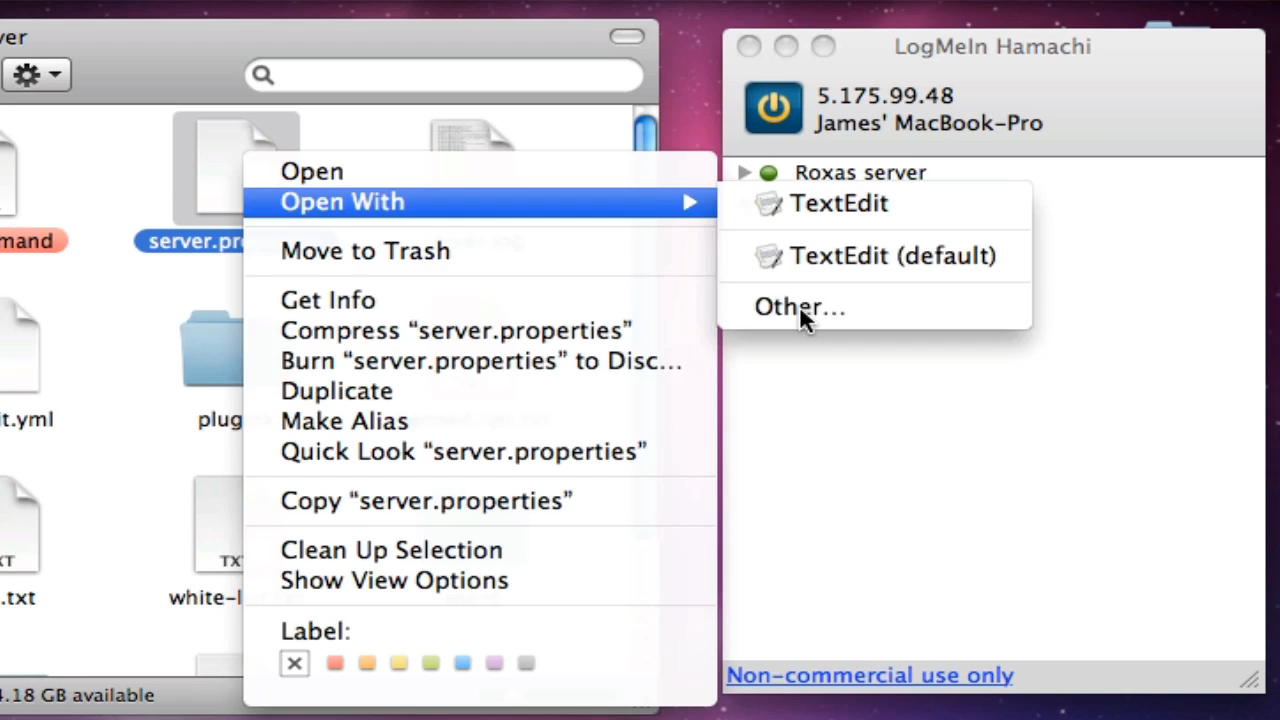 ver
mand
server.pr
it.yml
plug
XT
TX
.txt
white-l
4.18 GB available
Open
Open With
Move to Trash
Get Info
Compress “server.properties”
Burn “server.properties” to Disc...
Duplicate
Make Alias
Quick Look “server.properties”
Copy “server.properties”
Clean Up Selection
Show View Options
Label:
TextEdit
TextEdit (default)
Other...
LogMeIn Hamachi
5.175.99.48
James' MacBook-Pro
Roxas server
Non-commercial use only